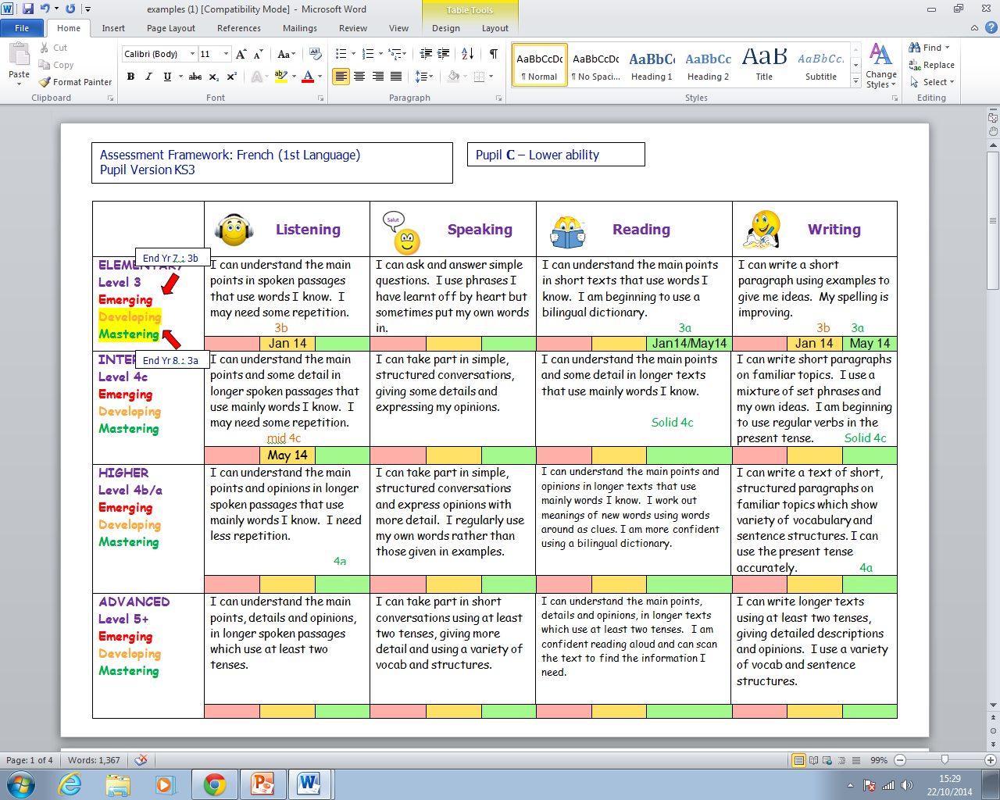 examples (1) [Compatibility Mode] - Microsoft Word
Table Tools
File Home Insert Page Layout References Mailings Review View Design Layout
Paste
Cut
Copy
Format Painter
Clipboard
Calibri (Body) 11
Font
Paragraph
AaBbCcDc AaBbCcDc AaBbCc AaBbCc AaB AaBbCc.
¶ Normal ¶ No Spaci... Heading 1 Heading 2 Title Subtitle
Change Styles
Styles
Find
Replace
Select
Editing
Assessment Framework: French (1st Language)
Pupil Version KS3
Pupil C – Lower ability
Listening
Salut
Speaking
Reading
Writing
End Yr 7 : 3b
Level 3
Emerging
Developing
Mastering
End Yr 8 : 3a
I can understand the main
points in spoken passages
that use words I know. I
may need some repetition.
3b
Jan 14
I can ask and answer simple
questions. I use phrases I
have learnt off by heart but
sometimes put my own words
in.
I can understand the main points
in short texts that use words I
know. I am beginning to use a
bilingual dictionary.
3a
Jan14/May14
I can write a short
paragraph using examples to
give me ideas. My spelling is
improving.
3b 3a
Jan 14 May 14
Level 4c
Emerging
Developing
Mastering
I can understand the main
points and some detail in
longer spoken passages that
use mainly words I know. I
may need some repetition.
mid 4c
May 14
I can take part in simple,
structured conversations,
giving some details and
expressing my opinions.
I can understand the main points
and some detail in longer texts
that use mainly words I know.
Solid 4c
I can write short paragraphs
on familiar topics. I use a
mixture of set phrases and
my own ideas. I am beginning
to use regular verbs in the
present tense. Solid 4c
HIGHER
Level 4b/a
Emerging
Developing
Mastering
I can understand the main
points and opinions in longer
spoken passages that use
mainly words I know. I need
less repetition.
4a
I can take part in simple,
structured conversations
and express opinions with
more detail. I regularly use
my own words rather than
those given in examples.
I can understand the main points and
opinions in longer texts that use
mainly words I know. I work out
meanings of new words using words
around as clues. I am more confident
using a bilingual dictionary.
I can write a text of short,
structured paragraphs on
familiar topics which show
variety of vocabulary and
sentence structures. I can
use the present tense
accurately. 4a
ADVANCED
Level 5+
Emerging
Developing
Mastering
I can understand the main
points, details and opinions,
in longer spoken passages
which use at least two
tenses.
I can take part in short
conversations using at least
two tenses, giving more
detail and using a variety of
vocab and structures.
I can understand the main points,
details and opinions, in longer texts
which use at least two tenses. I am
confident reading aloud and can scan
the text to find the information I
need.
I can write longer texts
using at least two tenses,
giving detailed descriptions
and opinions. I use a variety
of vocab and sentence
structures.
Page: 1 of 4 Words: 1,367 99%
15:29
22/10/2014